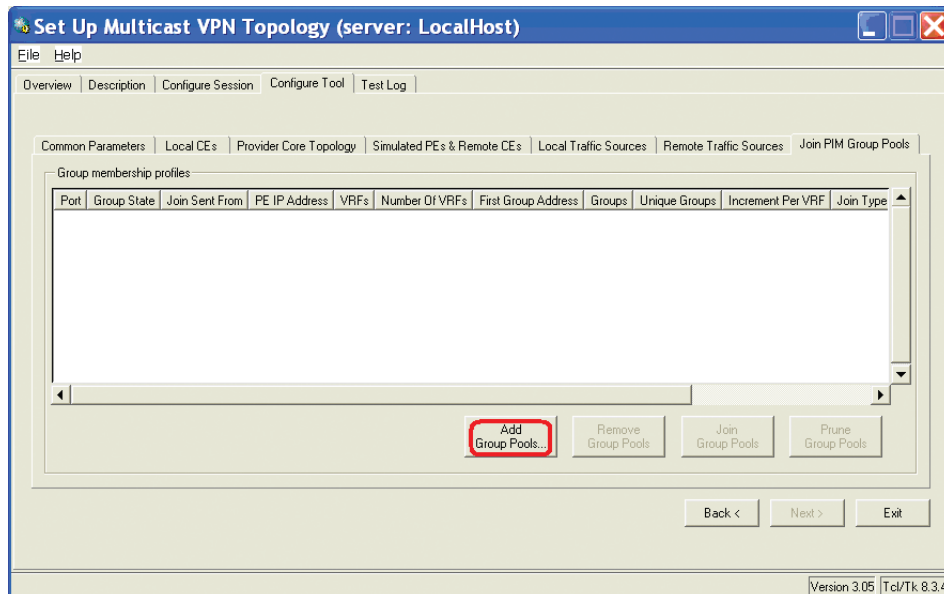 Set Up Multicast VPN Topology (server: LocalHost)
File Help
Overview Description Configure Session Configure Tool Test Log
Common Parameters Local CEs Provider Core Topology Simulated PEs & Remote CEs Local Traffic Sources Remote Traffic Sources Join PIM Group Pools
Group membership profiles
Port Group State Join Sent From PE IP Address VRFs Number Of VRFs First Group Address Groups Unique Groups Increment Per VRF Join Type
Add
Group Pools...
Remove
Group Pools
Join
Group Pools
Prune
Group Pools
Back < Next > Exit
Version 3.05 Tcl/Tk 8.3.4